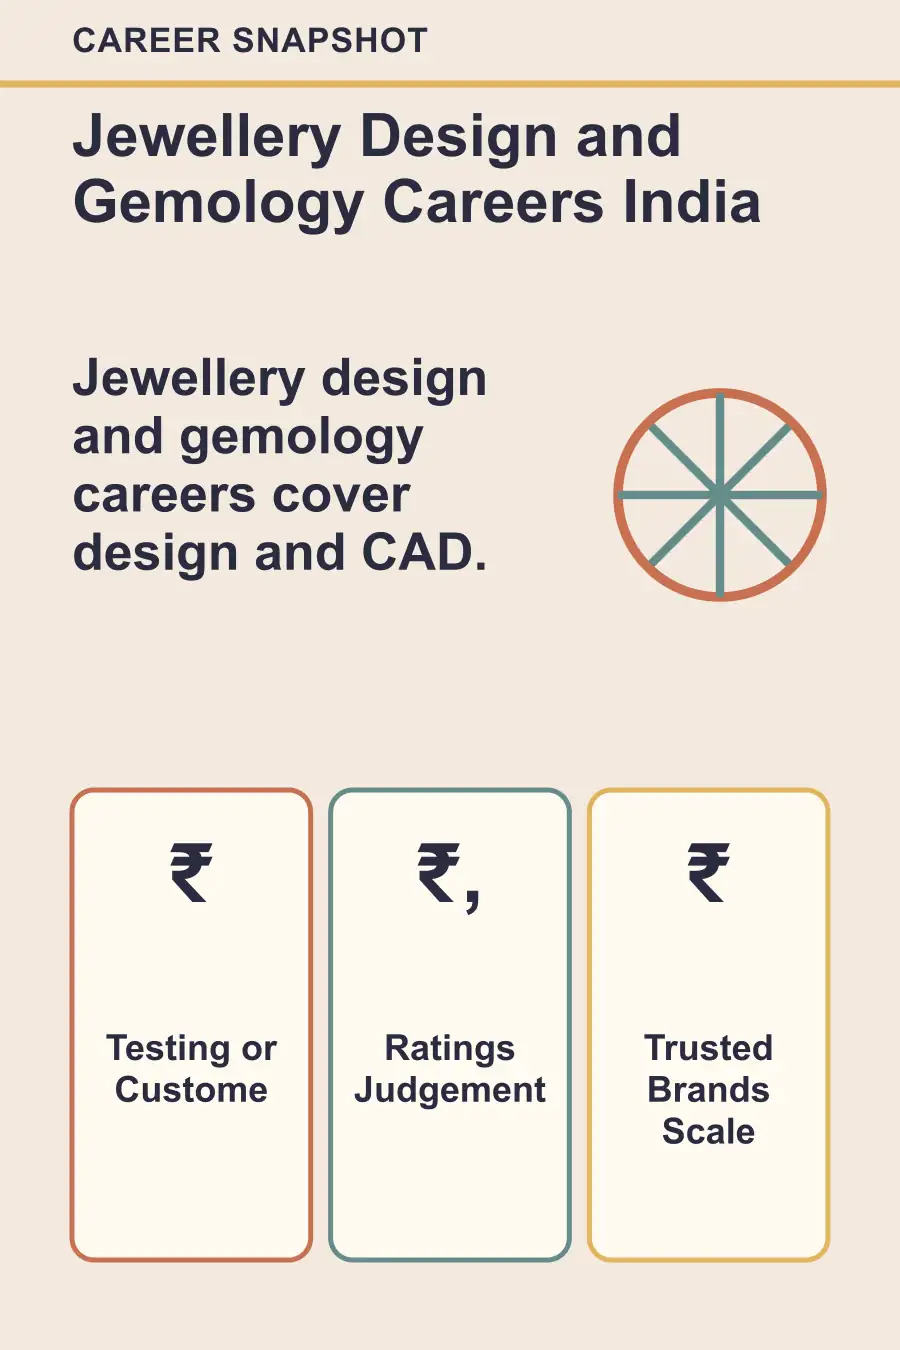 CAREER SNAPSHOT
Jewellery Design and
Gemology Careers India
Jewellery design
and gemology
careers cover
design and CAD.
₹
Testing or
Custome
₹,
Ratings
Judgement
₹
Trusted
Brands
Scale